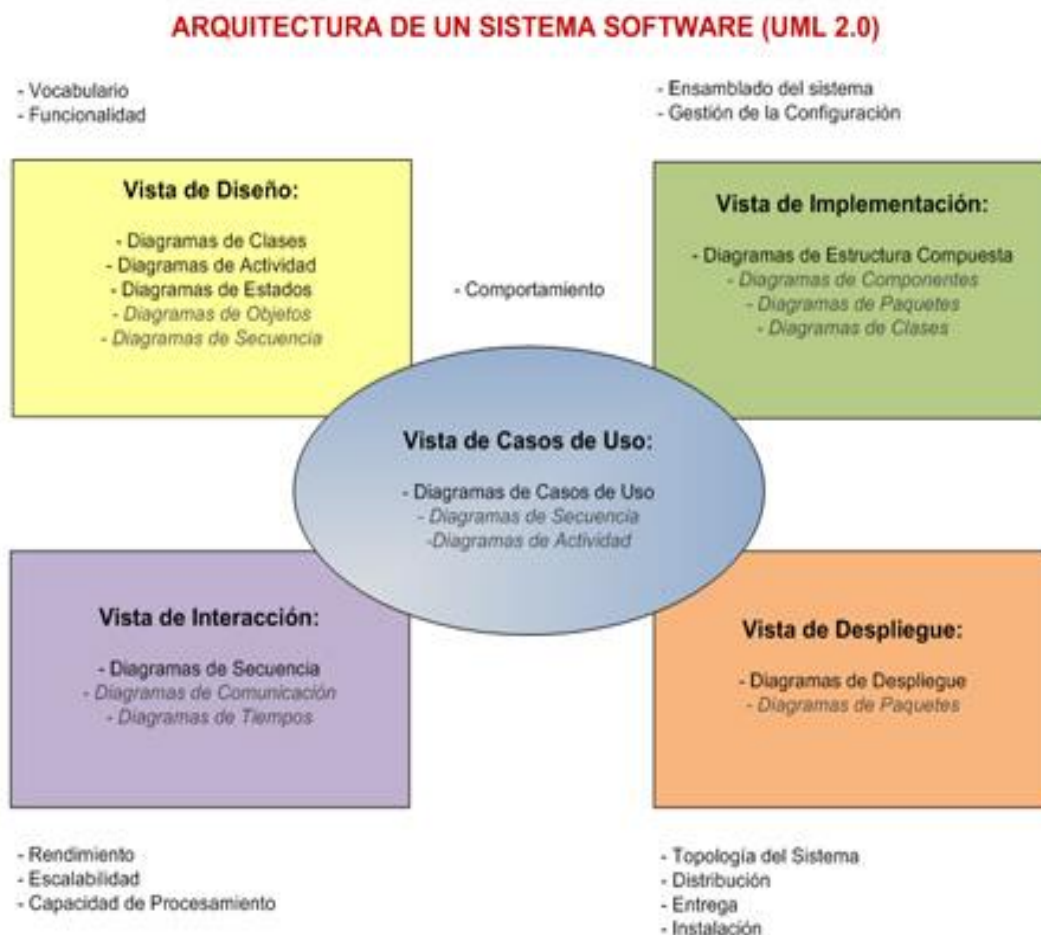 ARQUITECTURA DE UN SISTEMA SOFTWARE (UML 2.0)
- Vocabulario
- Funcionalidad
- Ensamblado del sistema
- Gestión de la Configuración
Vista de Diseño:
- Diagramas de Clases
- Diagramas de Actividad
- Diagramas de Estados
- Diagramas de Objetos
- Diagramas de Secuencia
- Comportamiento
Vista de Implementación:
- Diagramas de Estructura Compuesta
- Diagramas de Componentes
- Diagramas de Paquetes
- Diagramas de Clases
Vista de Casos de Uso:
- Diagramas de Casos de Uso
- Diagramas de Secuencia
-Diagramas de Actividad
Vista de Interacción:
- Diagramas de Secuencia
- Diagramas de Comunicación
- Diagramas de Tiempos
Vista de Despliegue:
- Diagramas de Despliegue
- Diagramas de Paquetes
- Rendimiento
- Escalabilidad
- Capacidad de Procesamiento
- Topología del Sistema
- Distribución
- Entrega
- Instalación